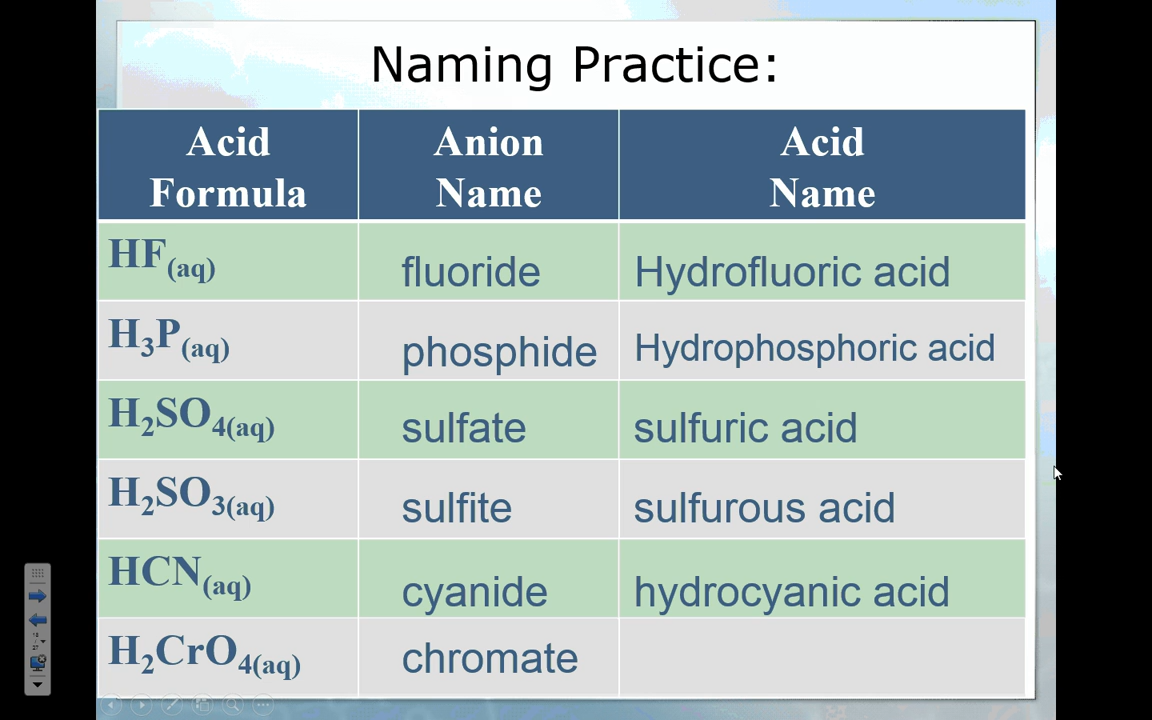 Naming Practice:
Acid Formula | Anion Name | Acid Name
HF(aq) | fluoride | Hydrofluoric acid
H₃P(aq) | phosphide | Hydrophosphoric acid
H₂SO₄(aq) | sulfate | sulfuric acid
H₂SO₃(aq) | sulfite | sulfurous acid
HCN(aq) | cyanide | hydrocyanic acid
H₂CrO₄(aq) | chromate